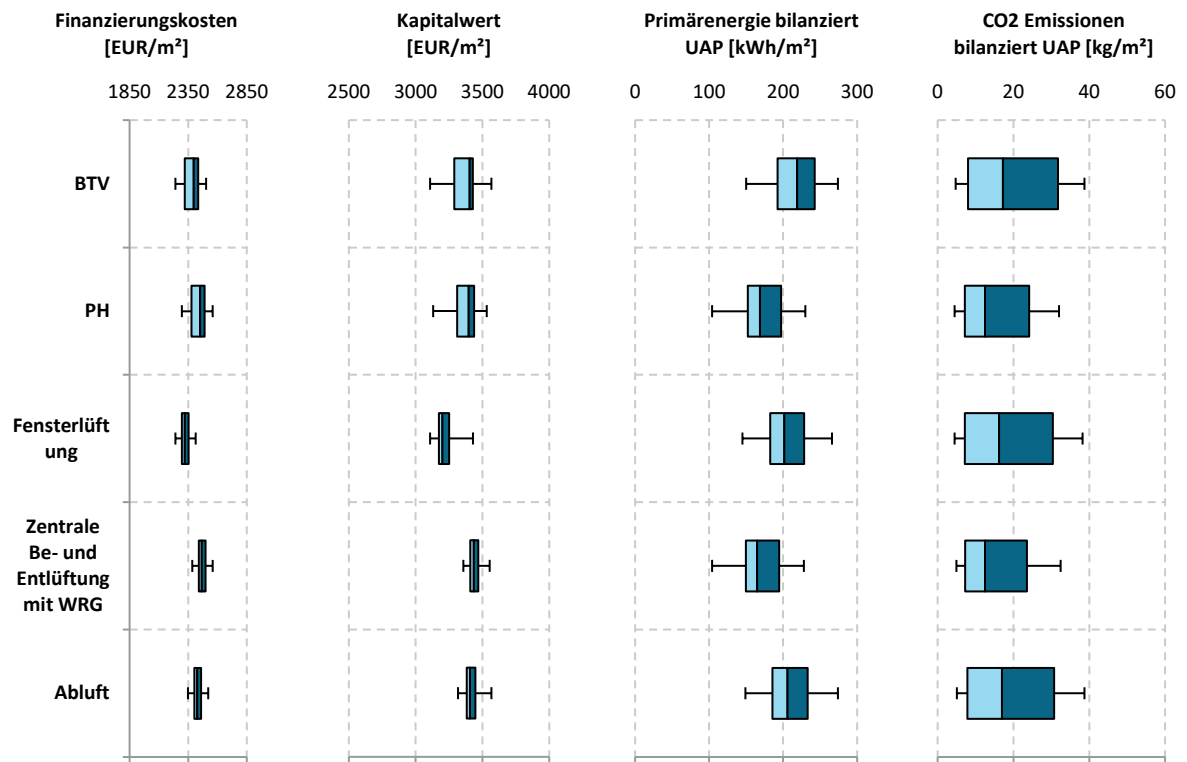 Finanzierungskosten
[EUR/m²]
Kapitalwert
[EUR/m²]
Primärenergie bilanziert
UAP [kWh/m²]
CO2 Emissionen
bilanziert UAP [kg/m²]
1850 2350 2850
2500 3000 3500 4000
0 100 200 300
0 20 40 60
BTV
PH
Fensterlüft
ung
Zentrale
Be- und
Entlüftung
mit WRG
Abluft